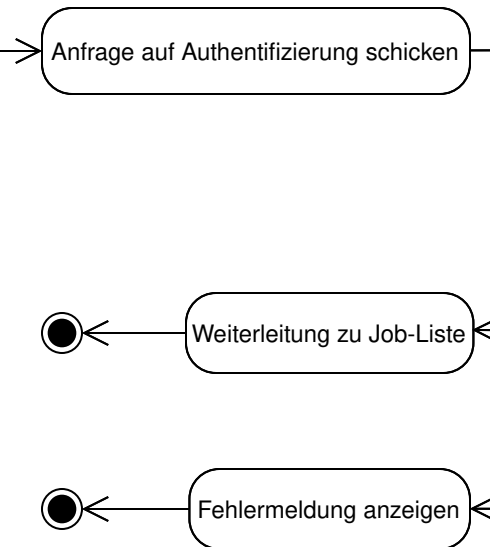 Anfrage auf Authentifizierung schicken
Weiterleitung zu Job-Liste
Fehlermeldung anzeigen